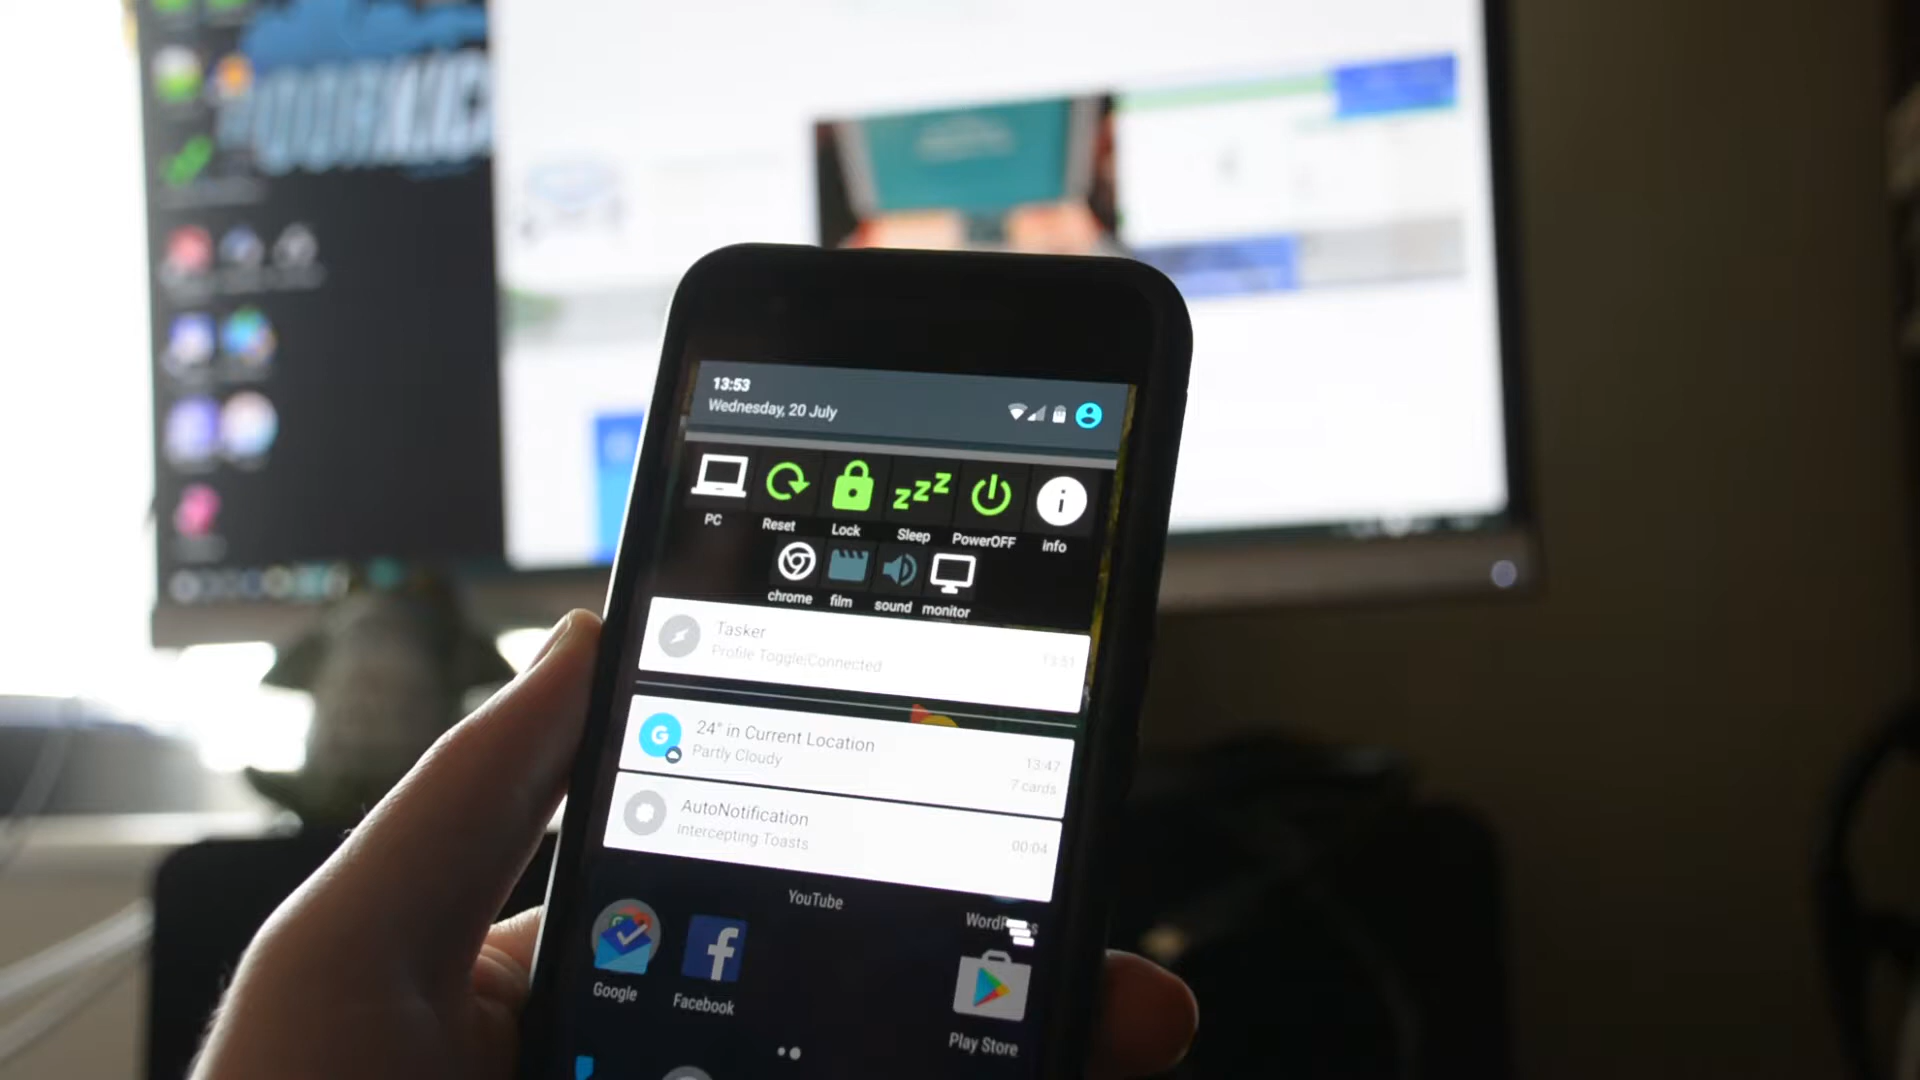 13:53
Wednesday, 20 July
PC
Reset
Lock
Sleep
PowerOFF
info
chrome
film
sound
monitor
Tasker
Profile Toggle:Connected
13:51
24° in Current Location
Partly Cloudy
13:47
7 cards
AutoNotification
Intercepting Toasts
00:04
YouTube
Google
Facebook
Play Store